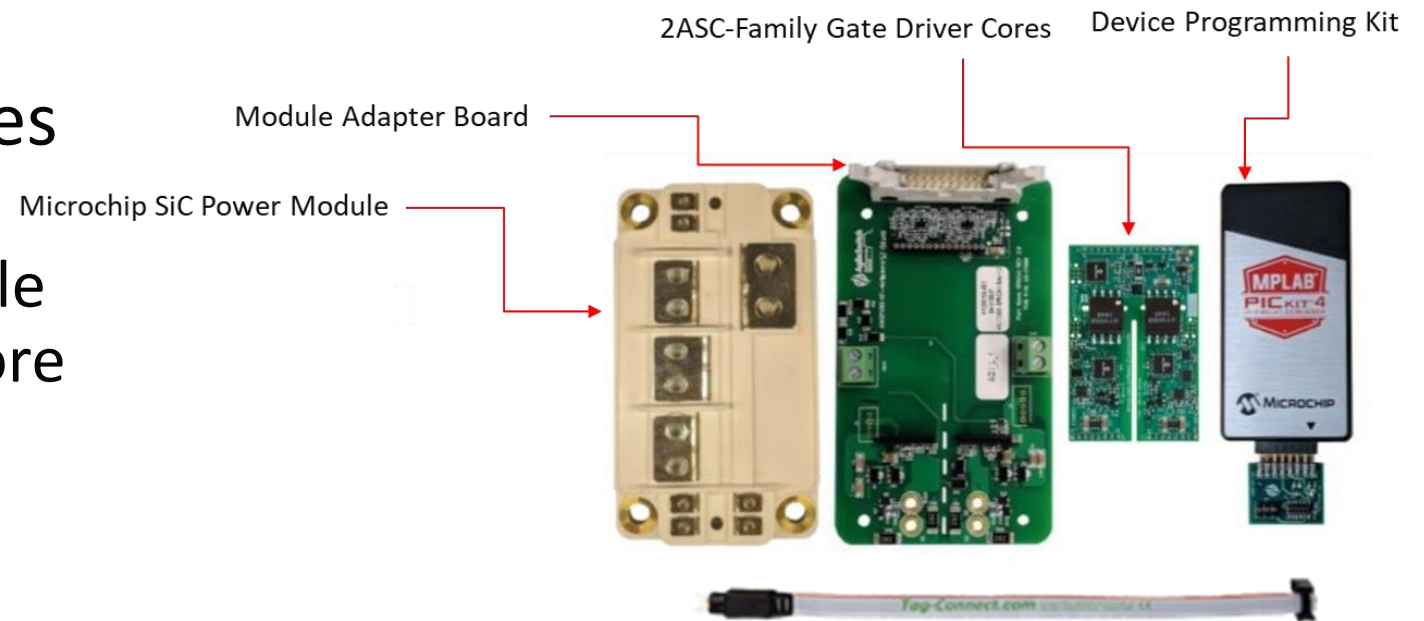 2ASC-Family Gate Driver Cores
Device Programming Kit
Module Adapter Board
es
Microchip SiC Power Module
le
ore
MPLAB
PICKIT 4
MICROCHIP
Tag-Connect.com